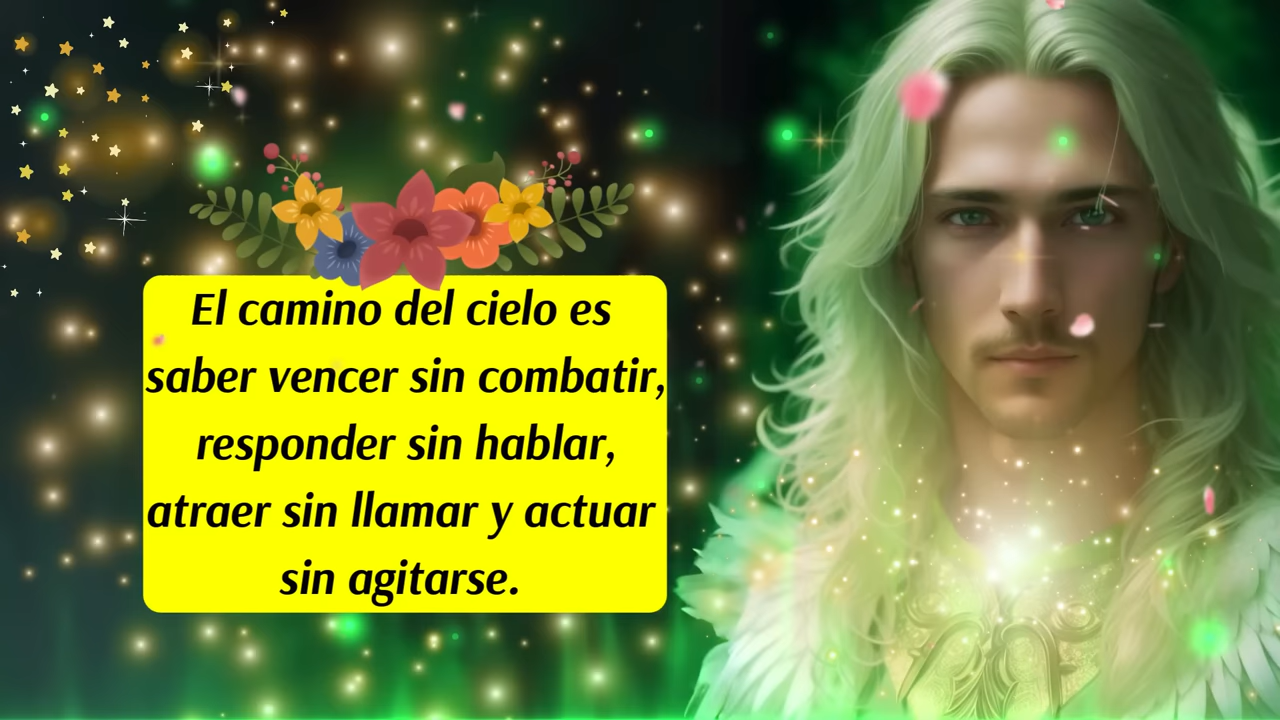 El camino del cielo es
saber vencer sin combatir,
responder sin hablar,
atraer sin llamar y actuar
sin agitarse.